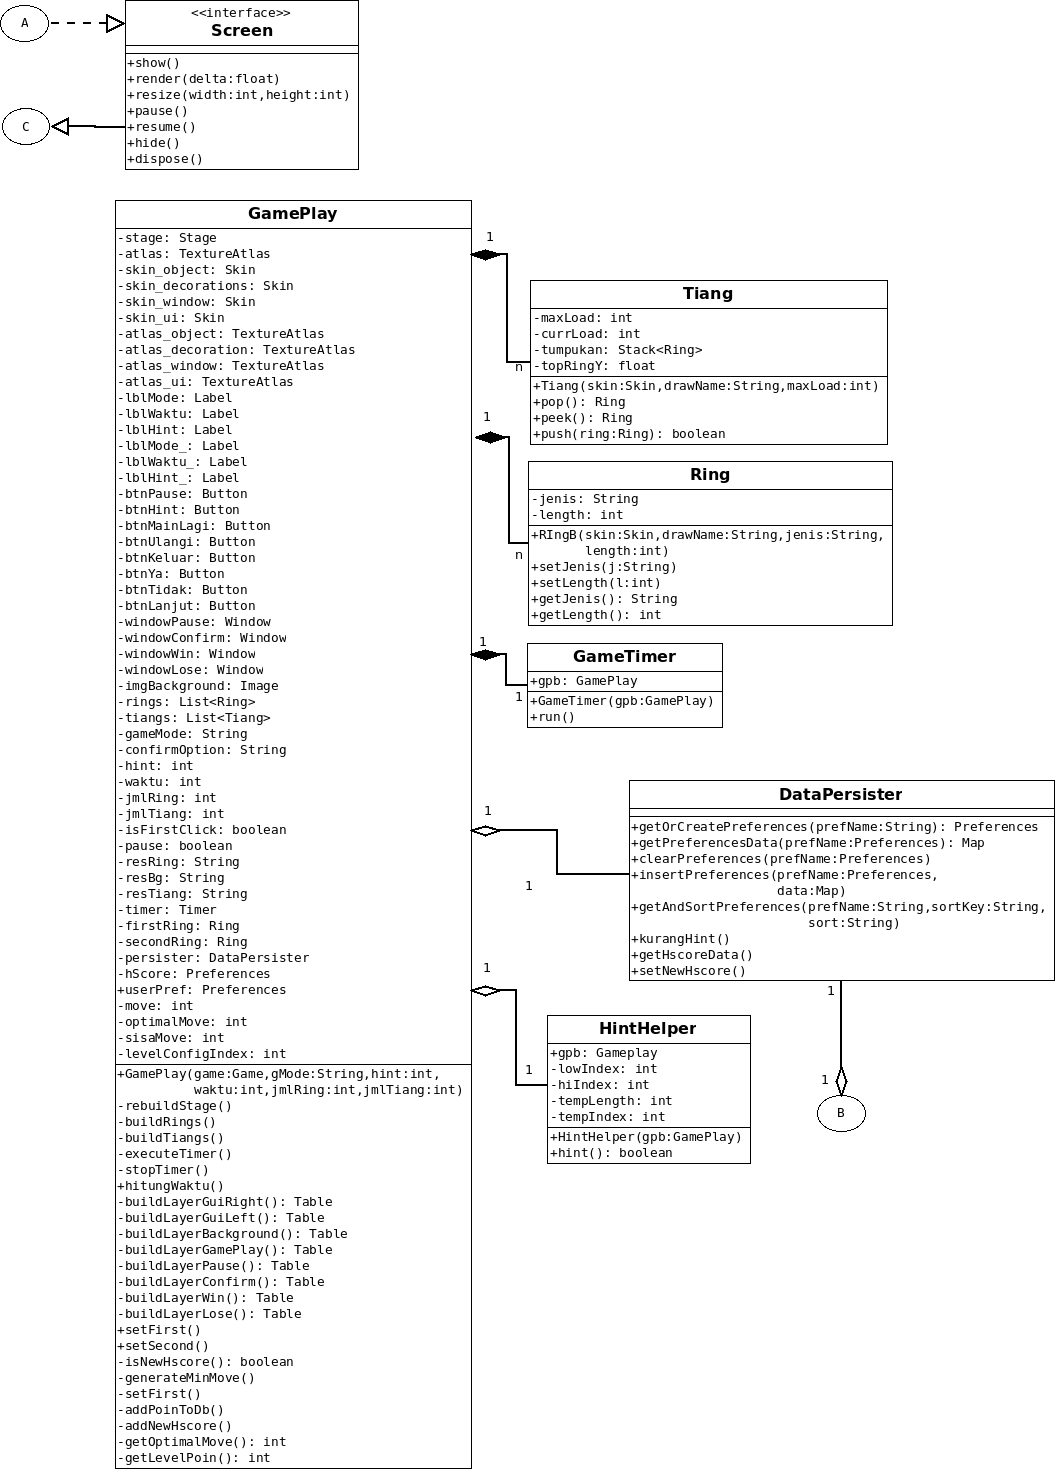 A
<<interface>>
Screen
+show()
+render(delta:float)
+resize(width:int,height:int)
+pause()
+resume()
+hide()
+dispose()
C
GamePlay
-stage: Stage
-atlas: TextureAtlas
-skin_object: Skin
-skin_decorations: Skin
-skin_window: Skin
-skin_ui: Skin
-atlas_object: TextureAtlas
-atlas_decoration: TextureAtlas
-atlas_window: TextureAtlas
-atlas_ui: TextureAtlas
-lblMode: Label
-lblWaktu: Label
-lblHint: Label
-lblMode_: Label
-lblWaktu_: Label
-lblHint_: Label
-btnPause: Button
-btnHint: Button
-btnMainLagi: Button
-btnUlangi: Button
-btnKeluar: Button
-btnYa: Button
-btnTidak: Button
-btnLanjut: Button
-windowPause: Window
-windowConfirm: Window
-windowWin: Window
-windowLose: Window
-imgBackground: Image
-rings: List<Ring>
-tiangs: List<Tiang>
-gameMode: String
-confirmOption: String
-hint: int
-waktu: int
-jmlRing: int
-jmlTiang: int
-isFirstClick: boolean
-pause: boolean
-resRing: String
-resBg: String
-resTiang: String
-timer: Timer
-firstRing: Ring
-secondRing: Ring
-persister: DataPersister
-hScore: Preferences
+userPref: Preferences
-move: int
-optimalMove: int
-sisaMove: int
-levelConfigIndex: int
+GamePlay(game:Game,gMode:String,hint:int,
waktu:int,jmlRing:int,jmlTiang:int)
-rebuildStage()
-buildRings()
-buildTiangs()
-executeTimer()
-stopTimer()
+hitungWaktu()
-buildLayerGuiRight(): Table
-buildLayerGuiLeft(): Table
-buildLayerBackground(): Table
-buildLayerGamePlay(): Table
-buildLayerPause(): Table
-buildLayerConfirm(): Table
-buildLayerWin(): Table
-buildLayerLose(): Table
+setFirst()
+setSecond()
-isNewHscore(): boolean
-generateMinMove()
-setFirst()
-addPoinToDb()
-addNewHscore()
-getOptimalMove(): int
-getLevelPoin(): int
1
n
Tiang
-maxLoad: int
-currLoad: int
-tumpukan: Stack<Ring>
-topRingY: float
+Tiang(skin:Skin,drawName:String,maxLoad:int)
+pop(): Ring
+peek(): Ring
+push(ring:Ring): boolean
1
n
Ring
-jenis: String
-length: int
+RIngB(skin:Skin,drawName:String,jenis:String,
length:int)
+setJenis(j:String)
+setLength(l:int)
+getJenis(): String
+getLength(): int
1
1
GameTimer
+gpb: GamePlay
+GameTimer(gpb:GamePlay)
+run()
1
1
DataPersister
+getOrCreatePreferences(prefName:String): Preferences
+getPreferencesData(prefName:Preferences): Map
+clearPreferences(prefName:Preferences)
+insertPreferences(prefName:Preferences,
data:Map)
+getAndSortPreferences(prefName:String,sortKey:String,
sort:String)
+kurangHint()
+getHscoreData()
+setNewHscore()
1
1
B
1
1
HintHelper
+gpb: Gameplay
-lowIndex: int
-hiIndex: int
-tempLength: int
-tempIndex: int
+HintHelper(gpb:GamePlay)
+hint(): boolean